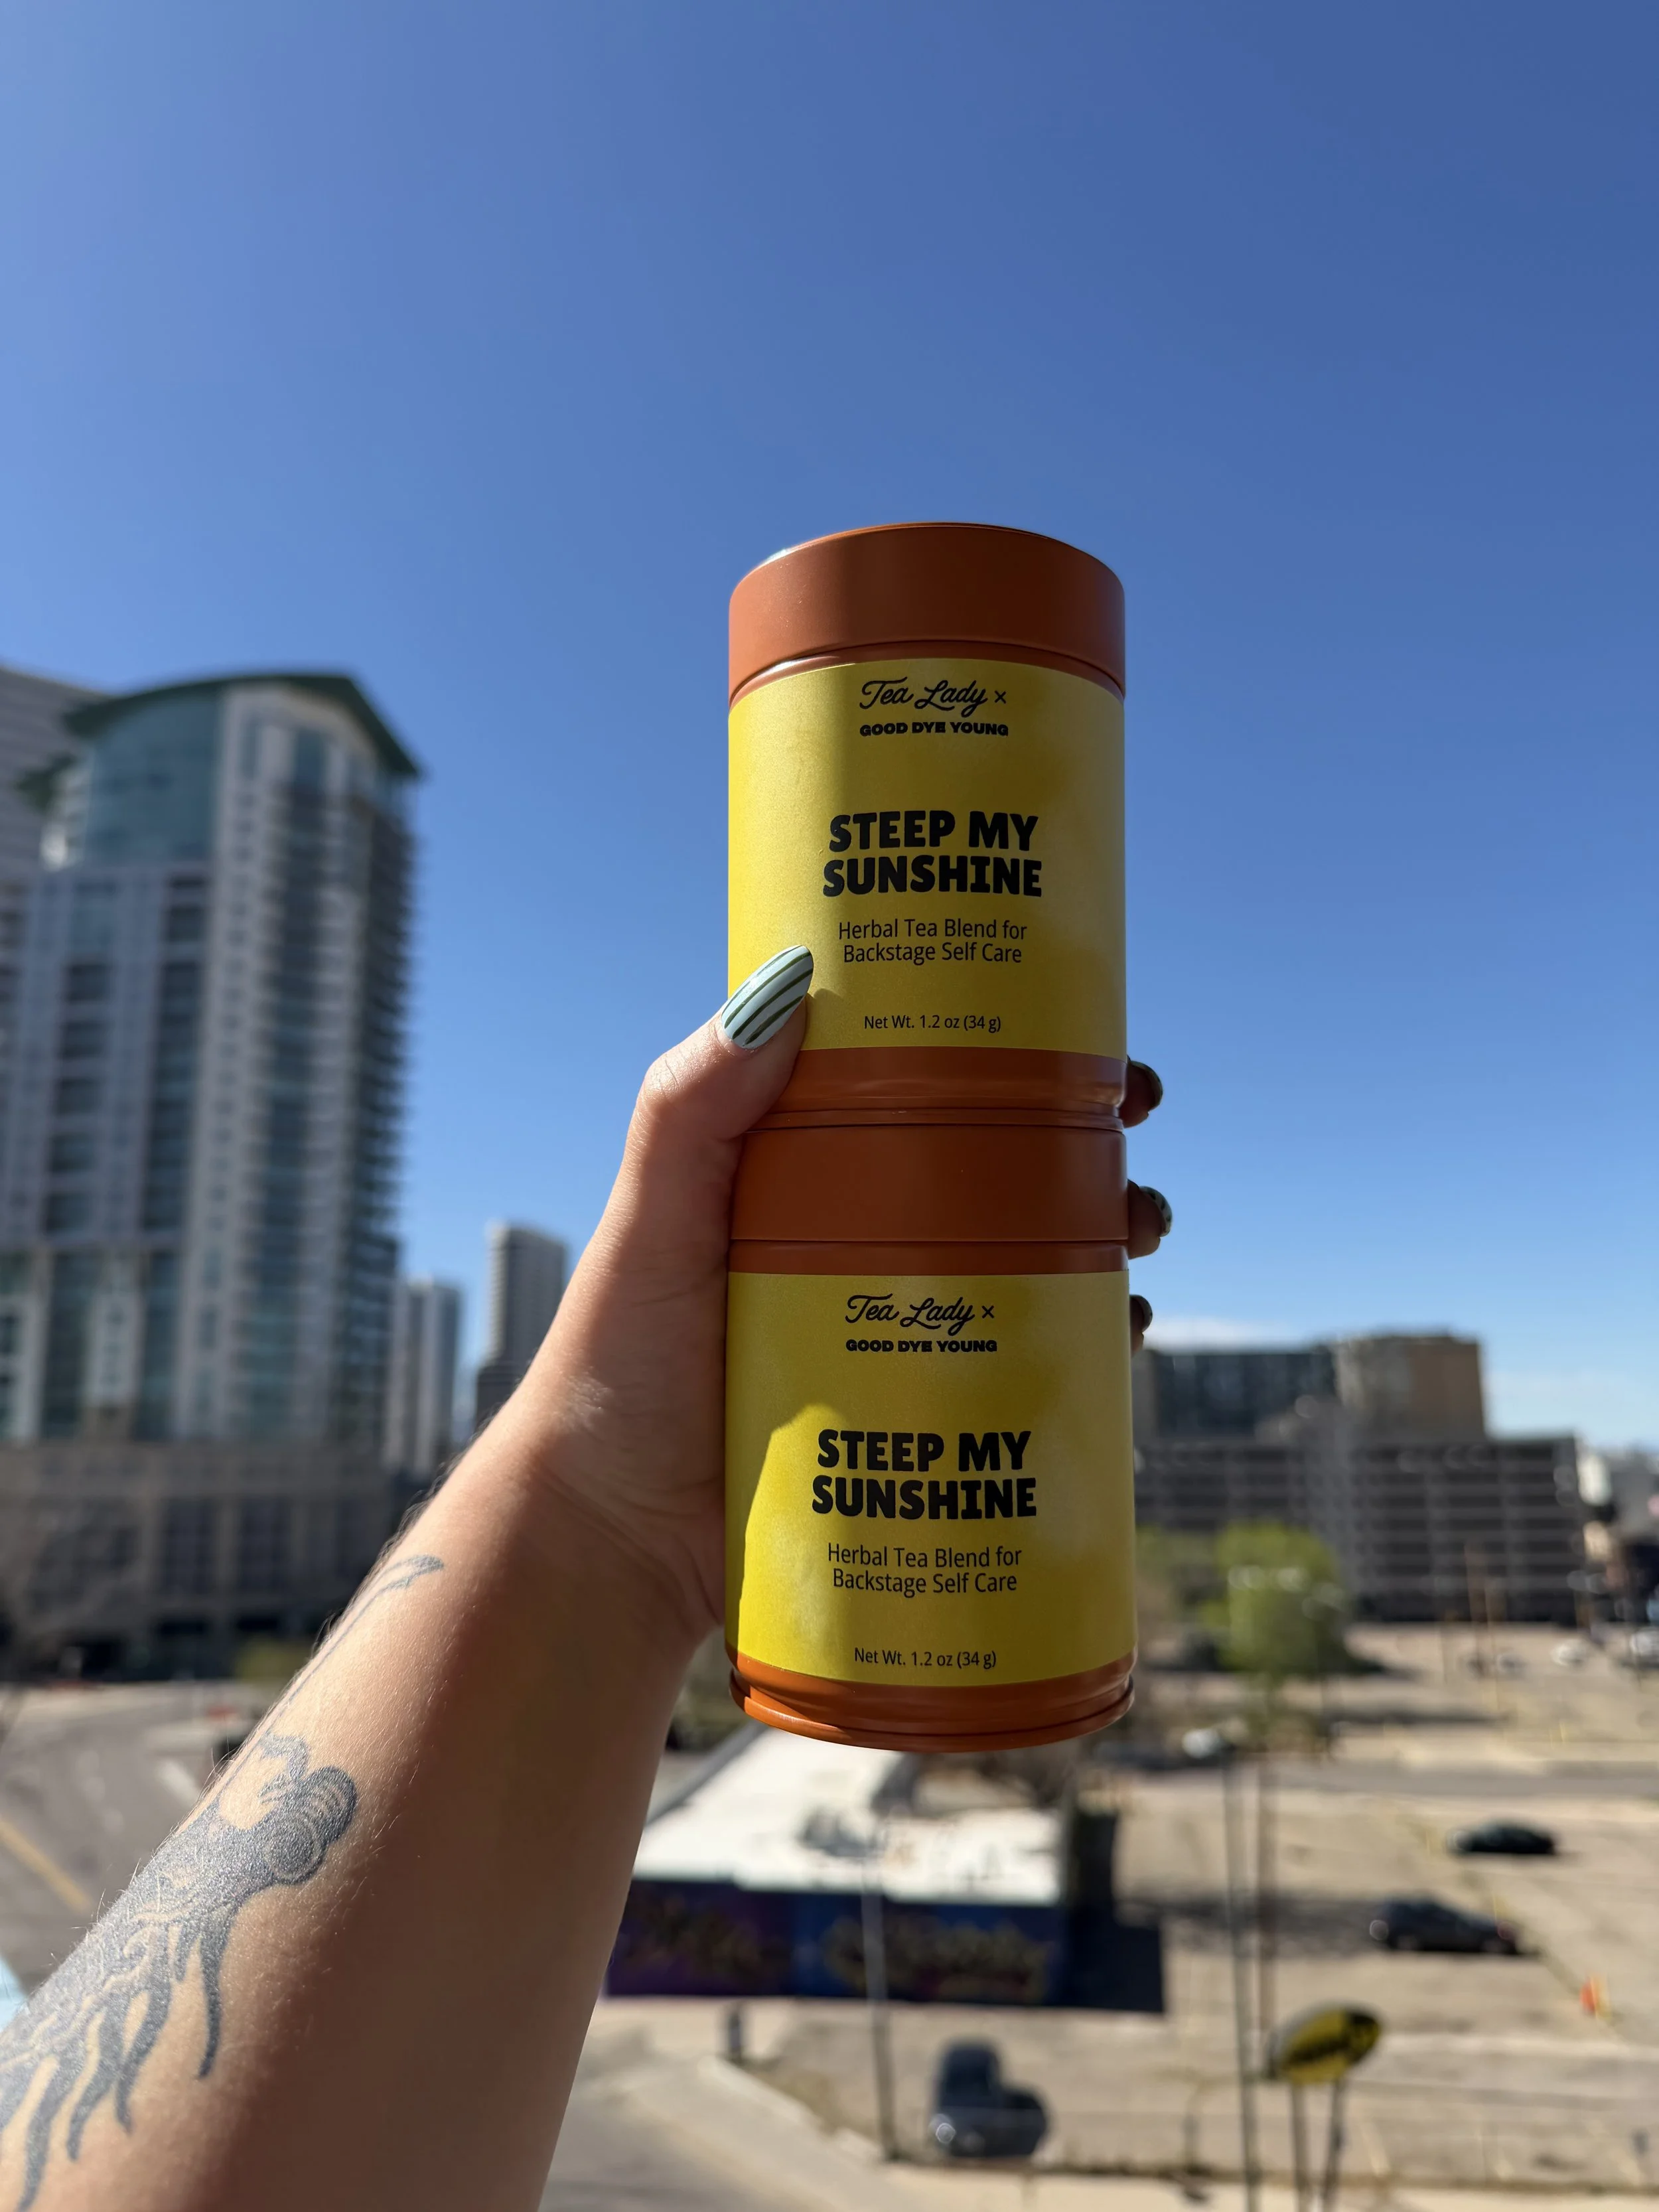 Tea Lady ×
GOOD DYE YOUNG
STEEP MY
SUNSHINE
Herbal Tea Blend for
Backstage Self Care
Net Wt. 1.2 oz (34 g)
Tea Lady ×
GOOD DYE YOUNG
STEEP MY
SUNSHINE
Herbal Tea Blend for
Backstage Self Care
Net Wt. 1.2 oz (34 g)